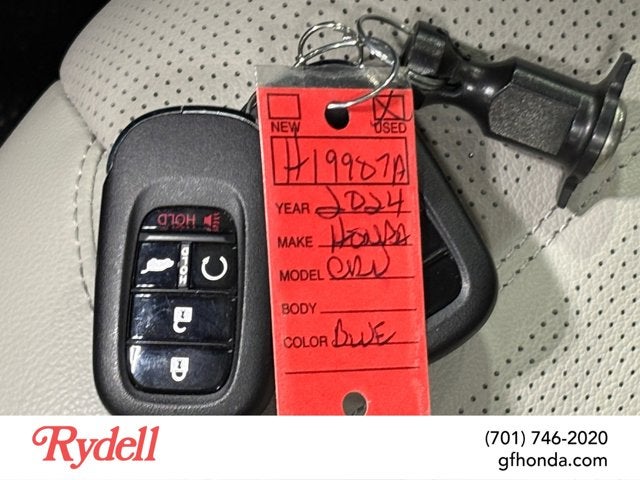 NEW USED
H19987A
YEAR 2024
MAKE HONDA
MODEL CRV
BODY
COLOR BLUE
HOLD
HOLD
Rydell
(701) 746-2020
gfhonda.com